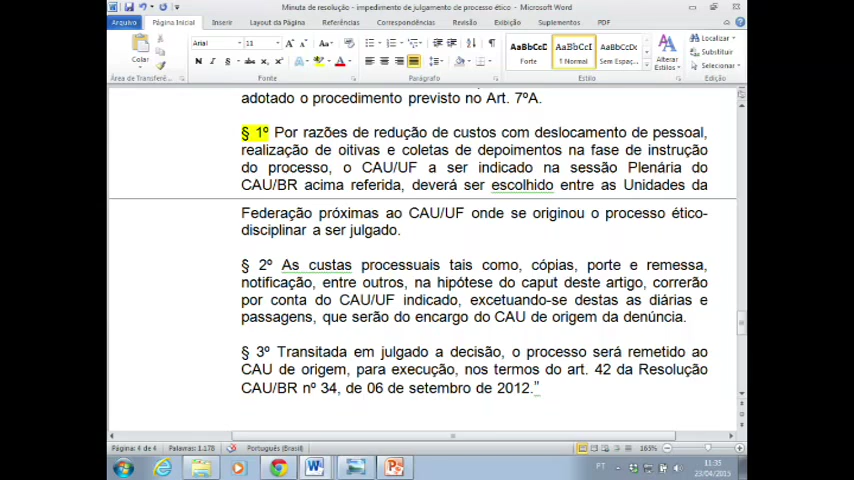 Minuta de resolução - impedimento de julgamento de processo ético - Microsoft Word
Arquivo Página Inicial Inserir Layout da Página Referências Correspondências Revisão Exibição Suplementos PDF
Colar
Arial 11
N I S abc x₂ x² A A
AaBbCcD AaBbCcI AaBbCcDc
Forte ¶ Normal Sem Espaç...
Alterar Estilos
Localizar
Substituir
Selecionar
Área de Transferê... Fonte Parágrafo Estilo Edição
adotado o procedimento previsto no Art. 7ºA.
§ 1º Por razões de redução de custos com deslocamento de pessoal,
realização de oitivas e coletas de depoimentos na fase de instrução
do processo, o CAU/UF a ser indicado na sessão Plenária do
CAU/BR acima referida, deverá ser escolhido entre as Unidades da
Federação próximas ao CAU/UF onde se originou o processo ético-
disciplinar a ser julgado.
§ 2º As custas processuais tais como, cópias, porte e remessa,
notificação, entre outros, na hipótese do caput deste artigo, correrão
por conta do CAU/UF indicado, excetuando-se destas as diárias e
passagens, que serão do encargo do CAU de origem da denúncia.
§ 3º Transitada em julgado a decisão, o processo será remetido ao
CAU de origem, para execução, nos termos do art. 42 da Resolução
CAU/BR nº 34, de 06 de setembro de 2012.”
Página: 4 de 4 Palavras: 1.178 Português (Brasil) 165%
PT 11:35
23/04/2015